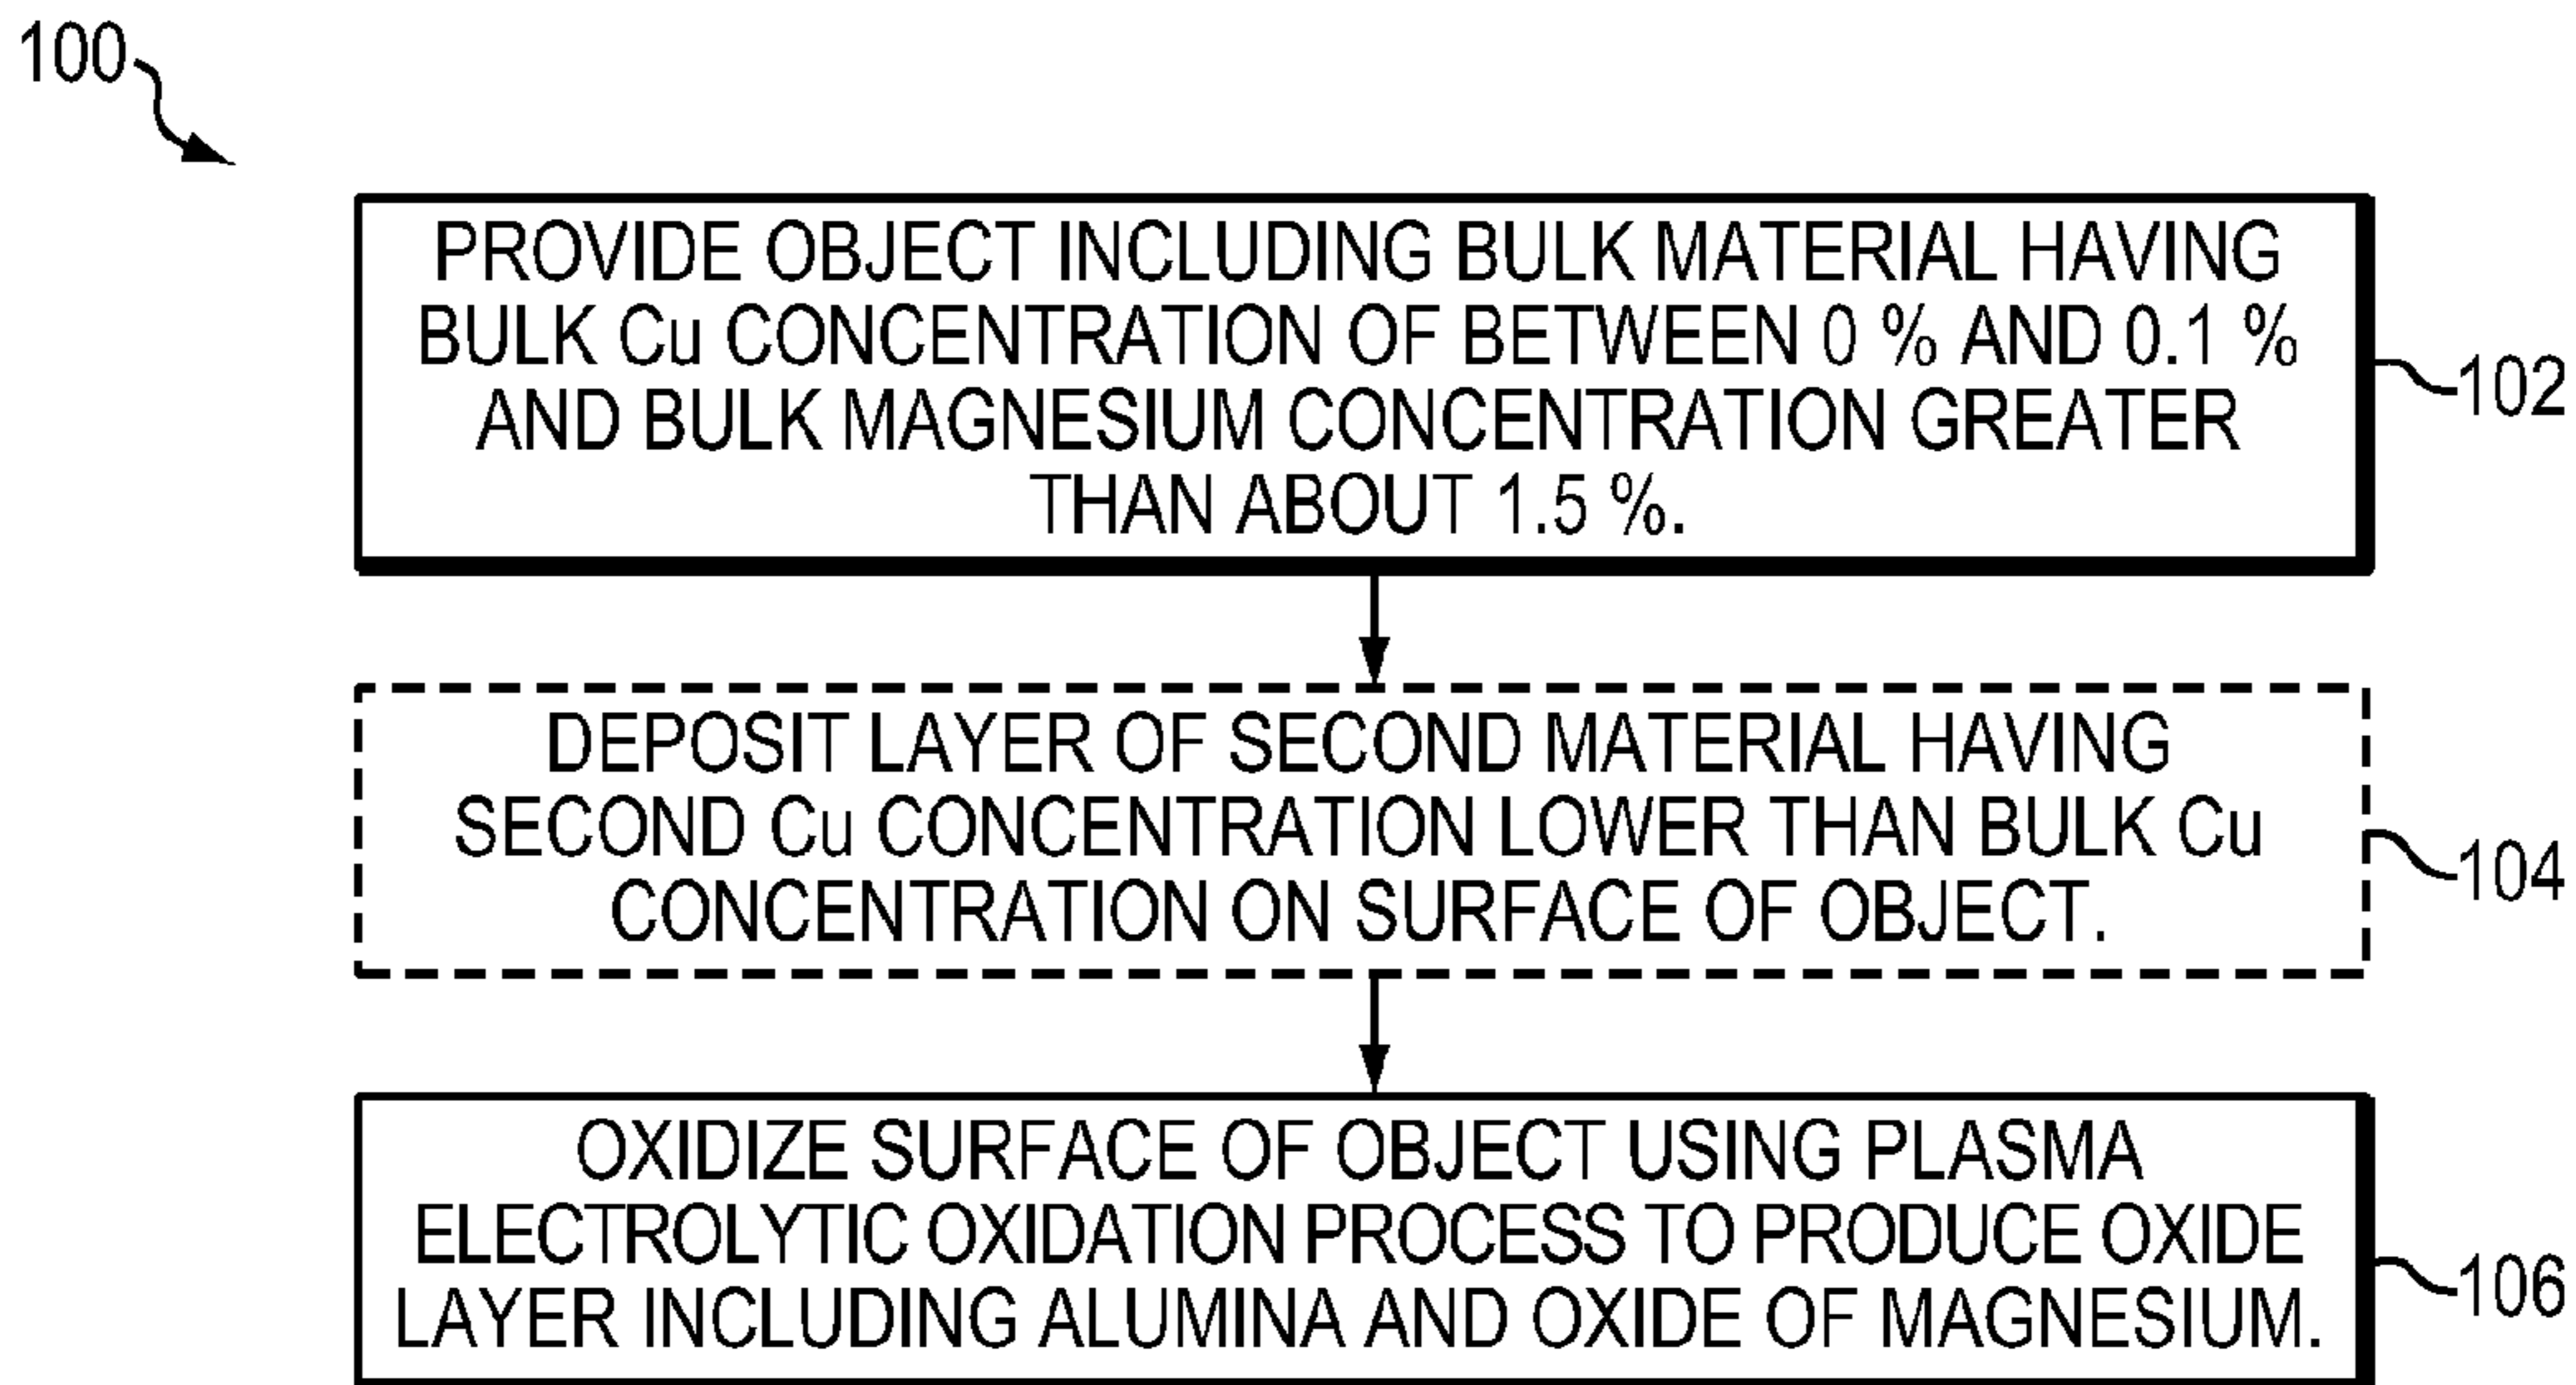 100
PROVIDE OBJECT INCLUDING BULK MATERIAL HAVING
BULK Cu CONCENTRATION OF BETWEEN 0 % AND 0.1 %
AND BULK MAGNESIUM CONCENTRATION GREATER
THAN ABOUT 1.5 %.
102
DEPOSIT LAYER OF SECOND MATERIAL HAVING
SECOND Cu CONCENTRATION LOWER THAN BULK Cu
CONCENTRATION ON SURFACE OF OBJECT.
104
OXIDIZE SURFACE OF OBJECT USING PLASMA
ELECTROLYTIC OXIDATION PROCESS TO PRODUCE OXIDE
LAYER INCLUDING ALUMINA AND OXIDE OF MAGNESIUM.
106